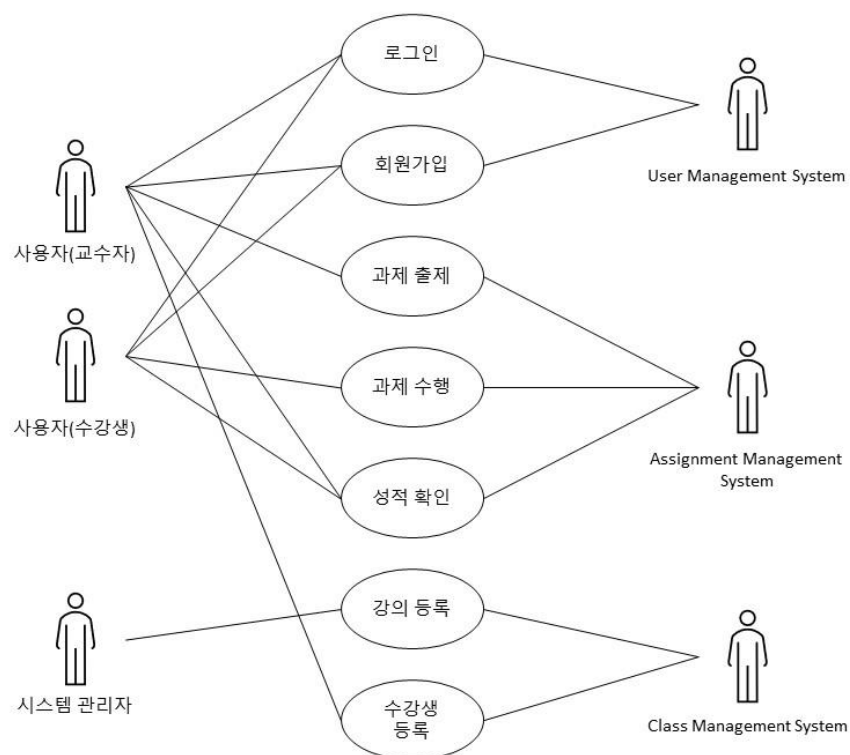 로그인
User Management System
회원가입
사용자(교수자)
과제 출제
사용자(수강생)
과제 수행
Assignment Management
System
성적 확인
강의 등록
시스템 관리자
수강생
등록
Class Management System